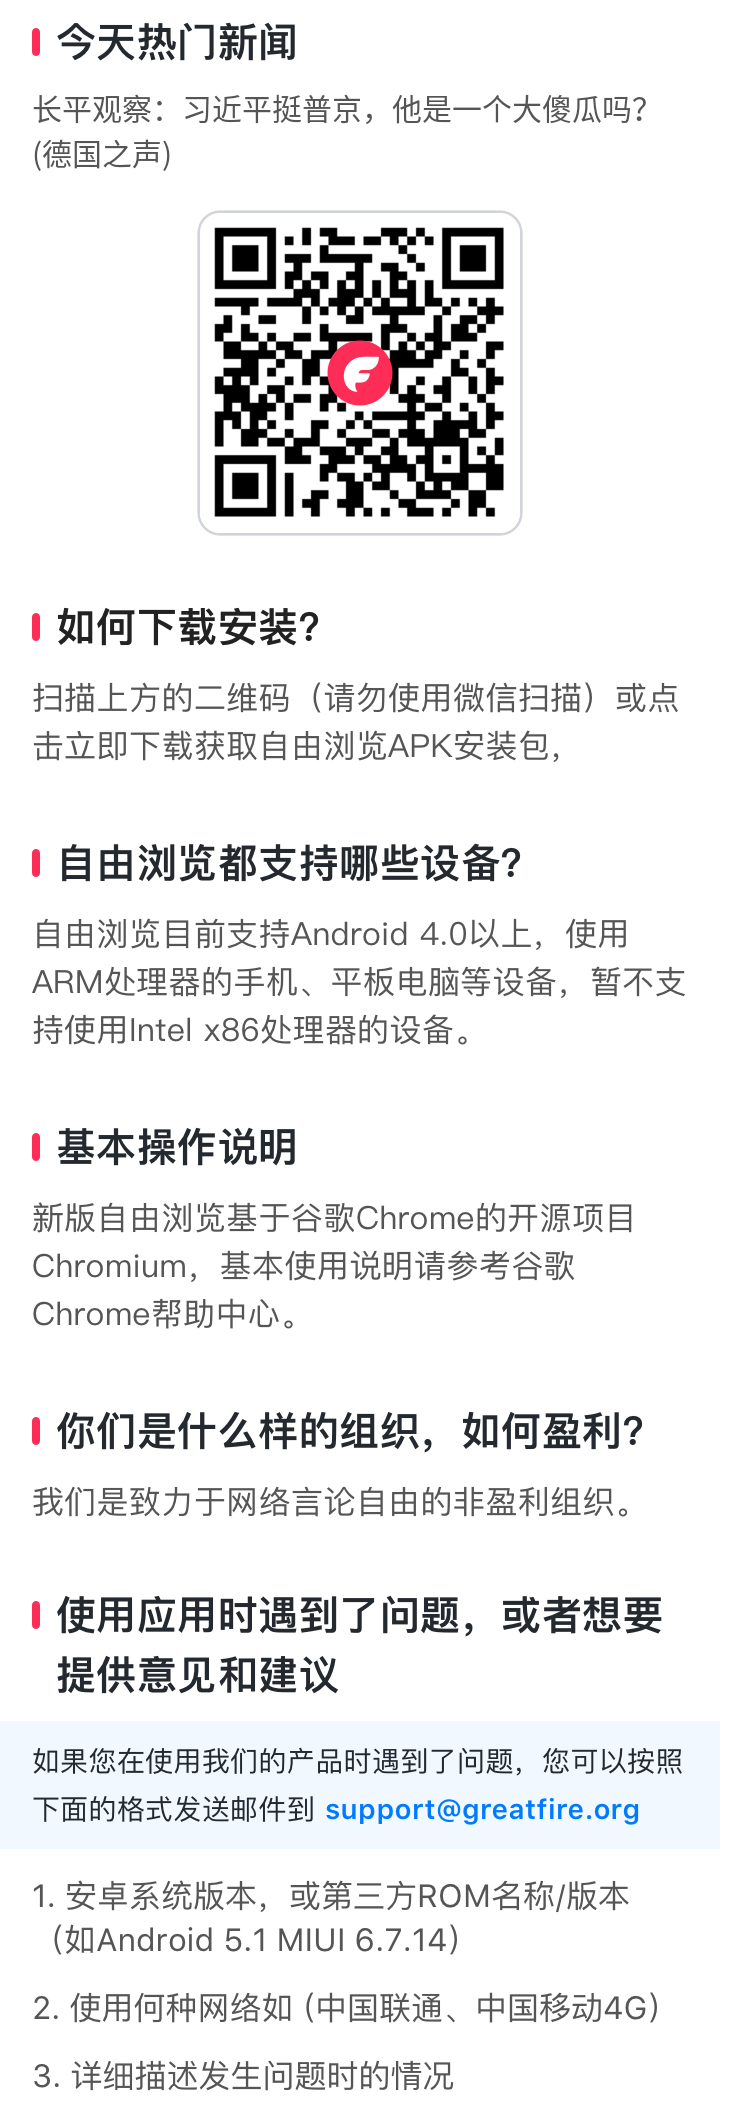 今天热门新闻
长平观察：习近平挺普京，他是一个大傻瓜吗？
(德国之声)
如何下载安装?
扫描上方的二维码（请勿使用微信扫描）或点
击立即下载获取自由浏览APK安装包，
自由浏览都支持哪些设备?
自由浏览目前支持Android 4.0以上，使用
ARM处理器的手机、平板电脑等设备，暂不支
持使用Intel x86处理器的设备。
基本操作说明
新版自由浏览基于谷歌Chrome的开源项目
Chromium，基本使用说明请参考谷歌
Chrome帮助中心。
你们是什么样的组织，如何盈利?
我们是致力于网络言论自由的非盈利组织。
使用应用时遇到了问题，或者想要
提供意见和建议
如果您在使用我们的产品时遇到了问题，您可以按照
下面的格式发送邮件到 support@greatfire.org
1. 安卓系统版本，或第三方ROM名称/版本
（如Android 5.1 MIUI 6.7.14）
2. 使用何种网络如 (中国联通、中国移动4G）
3. 详细描述发生问题时的情况